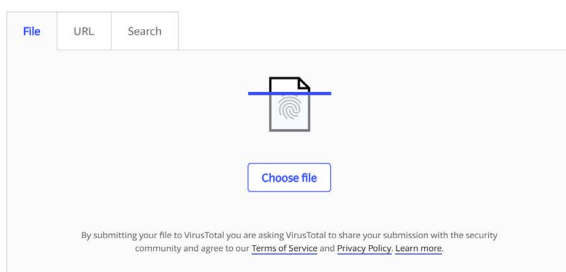 File URL Search
Choose file
By submitting your file to VirusTotal you are asking VirusTotal to share your submission with the security
community and agree to our Terms of Service and Privacy Policy. Learn more.